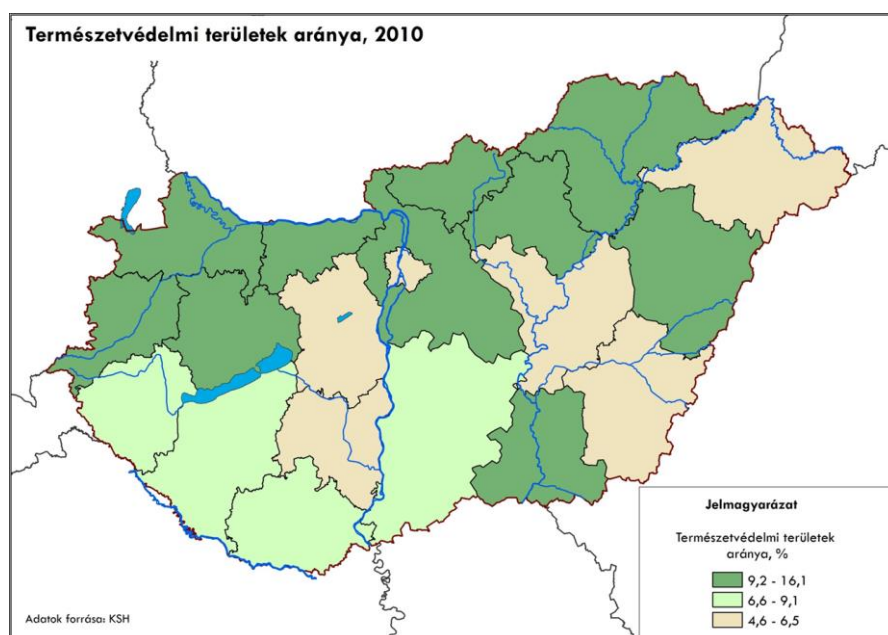 Természetvédelmi területek aránya, 2010
Jelmagyarázat
Természetvédelmi területek
aránya, %
9,2 - 16,1
6,6 - 9,1
4,6 - 6,5
Adatok forrása: KSH